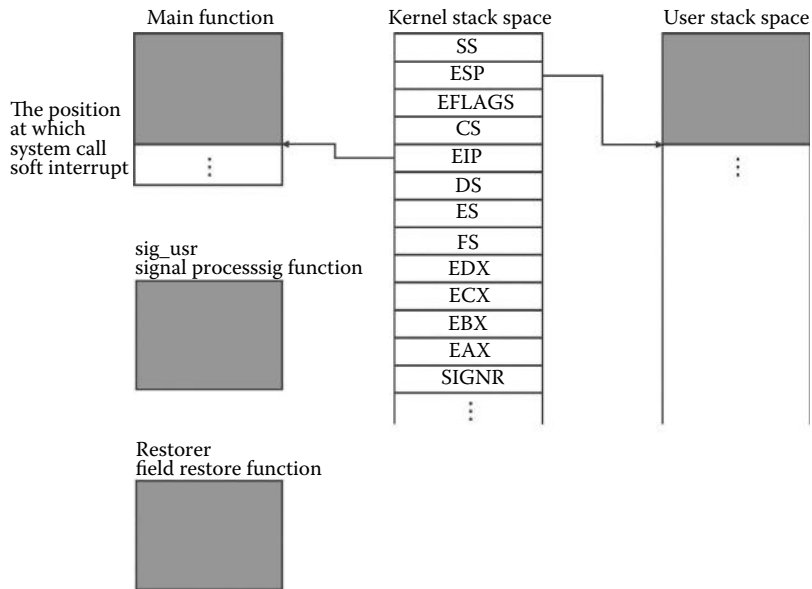 Main function
Kernel stack space
User stack space
The position
at which
system call
soft interrupt
⋮
SS
ESP
EFLAGS
CS
EIP
DS
ES
FS
EDX
ECX
EBX
EAX
SIGNR
⋮
⋮
sig_usr
signal processsig function
Restorer
field restore function